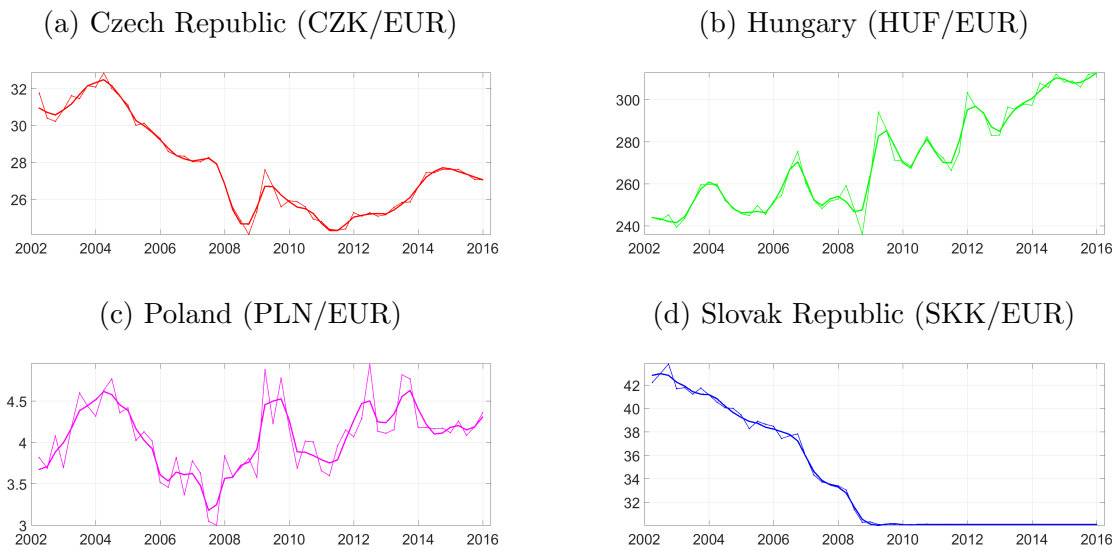 (a) Czech Republic (CZK/EUR)
32
30
28
26
2002 2004 2006 2008 2010 2012 2014 2016
(b) Hungary (HUF/EUR)
300
280
260
240
2002 2004 2006 2008 2010 2012 2014 2016
(c) Poland (PLN/EUR)
4.5
4
3.5
3
2002 2004 2006 2008 2010 2012 2014 2016
(d) Slovak Republic (SKK/EUR)
42
40
38
36
34
32
2002 2004 2006 2008 2010 2012 2014 2016